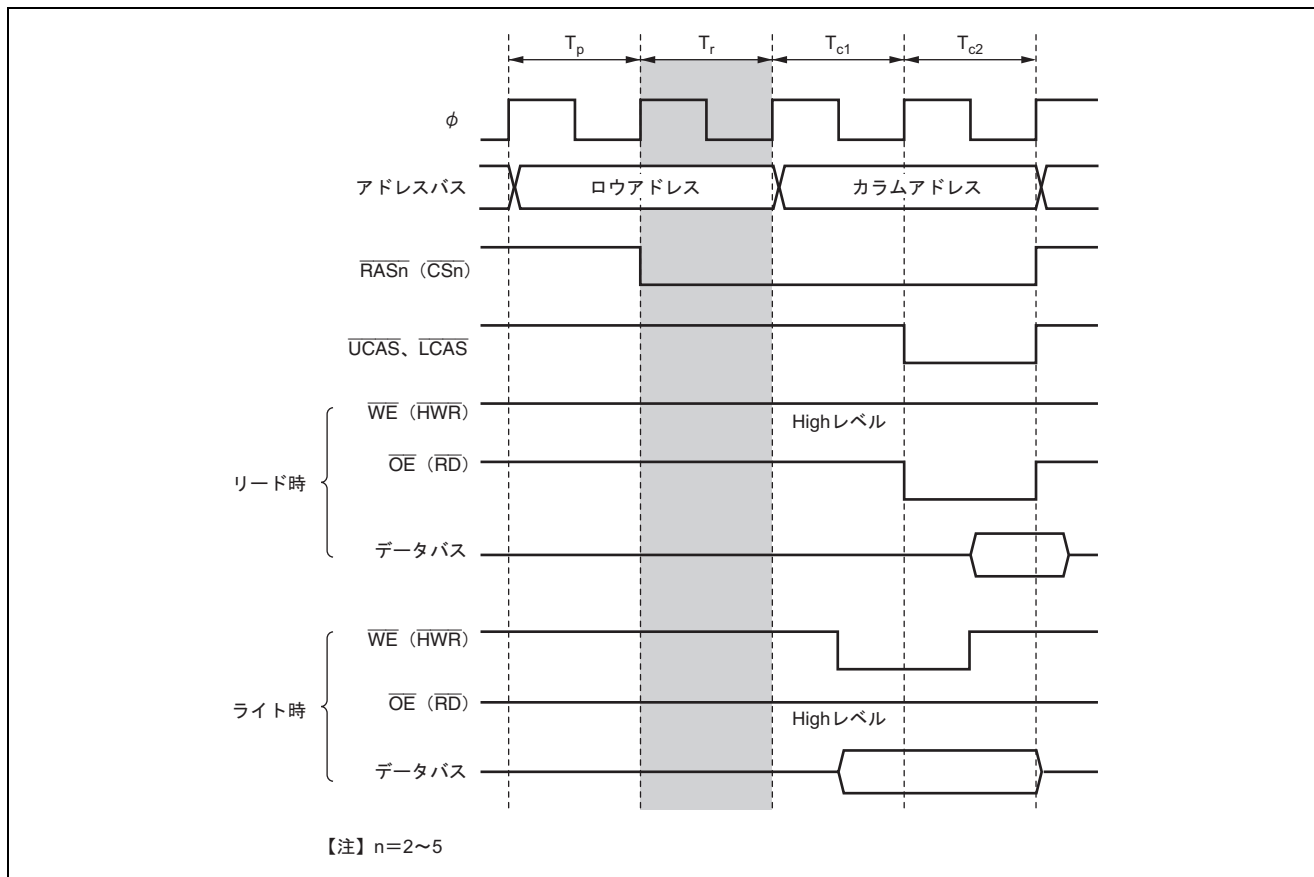 Tp Tr Tc1 Tc2
φ
アドレスバス ロウアドレス カラムアドレス
RASn（CSn）
UCAS、LCAS
リード時
WE（HWR）
Highレベル
OE（RD）
データバス
ライト時
WE（HWR）
OE（RD）
Highレベル
データバス
【注】n＝2～5